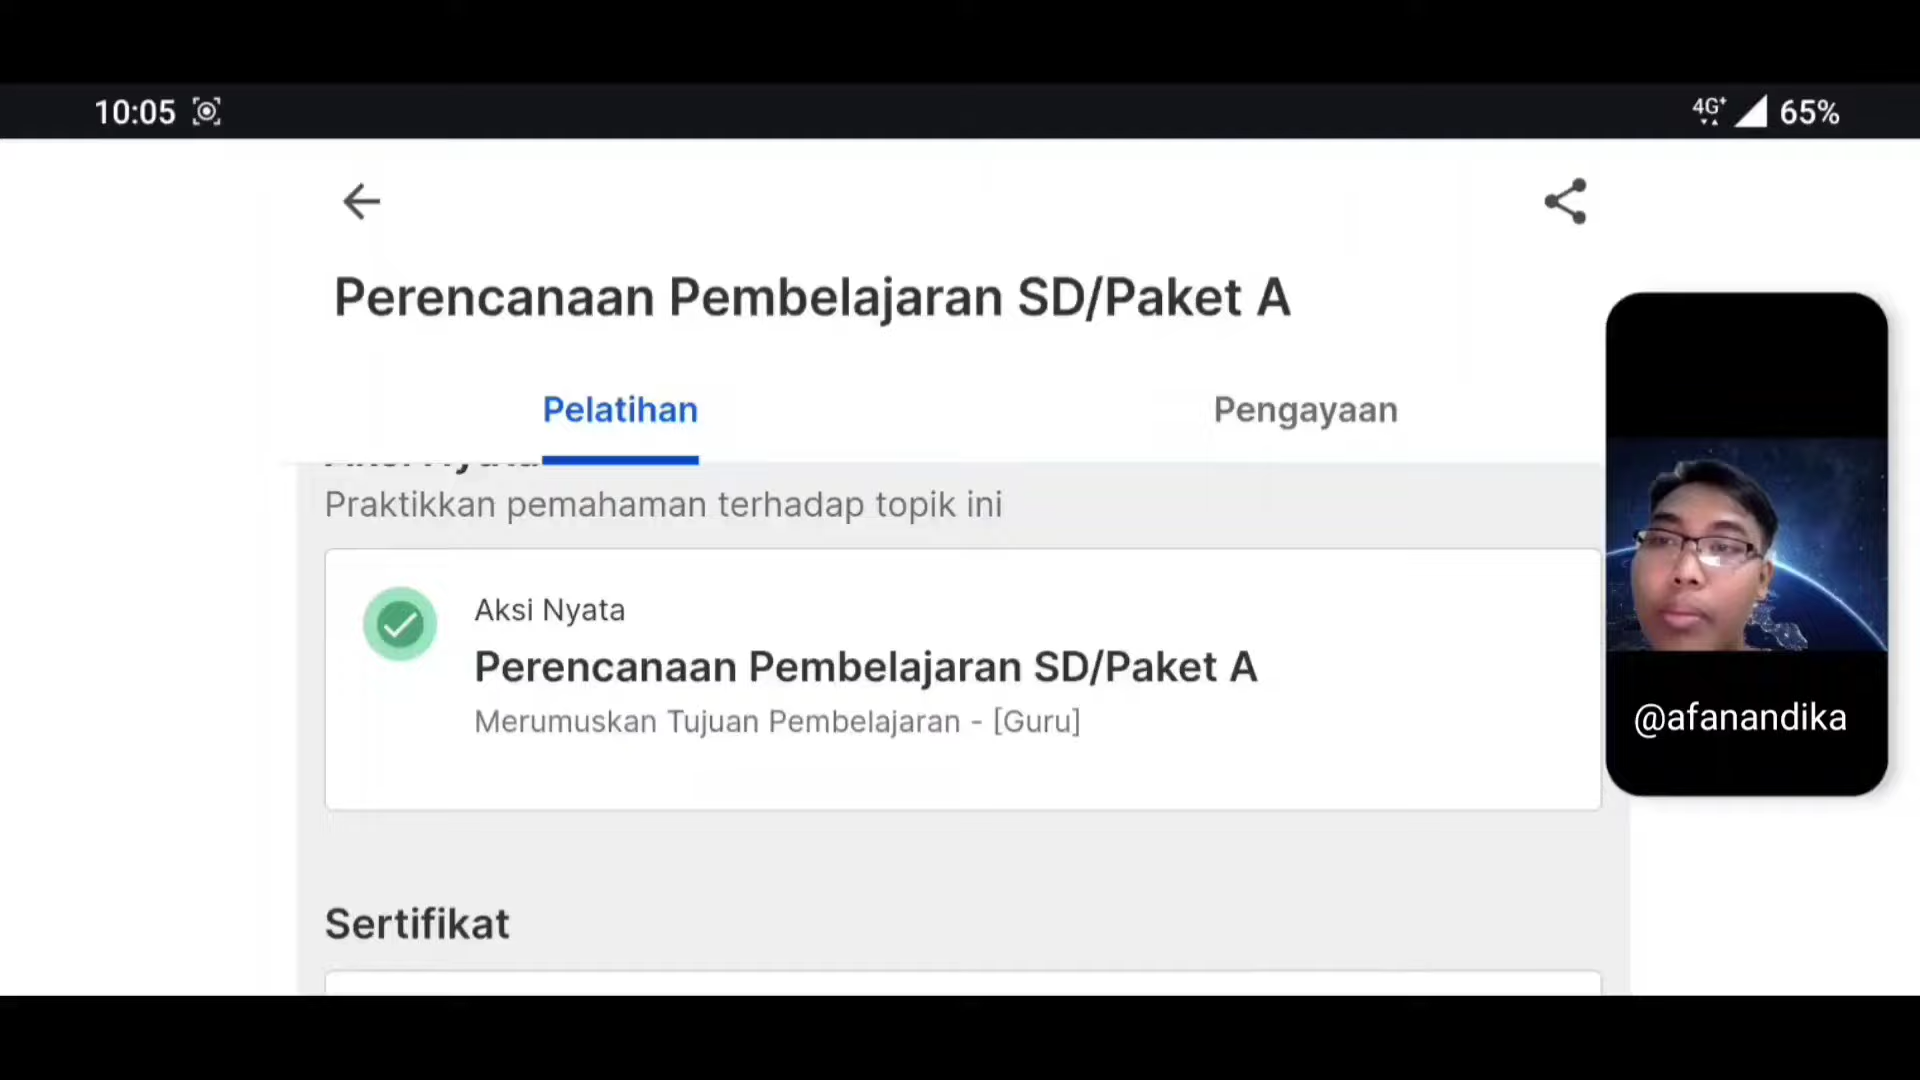 10:05
4G+
65%
Perencanaan Pembelajaran SD/Paket A
Pelatihan
Pengayaan
Praktikkan pemahaman terhadap topik ini
Aksi Nyata
Perencanaan Pembelajaran SD/Paket A
Merumuskan Tujuan Pembelajaran - [Guru]
@afanandika
Sertifikat